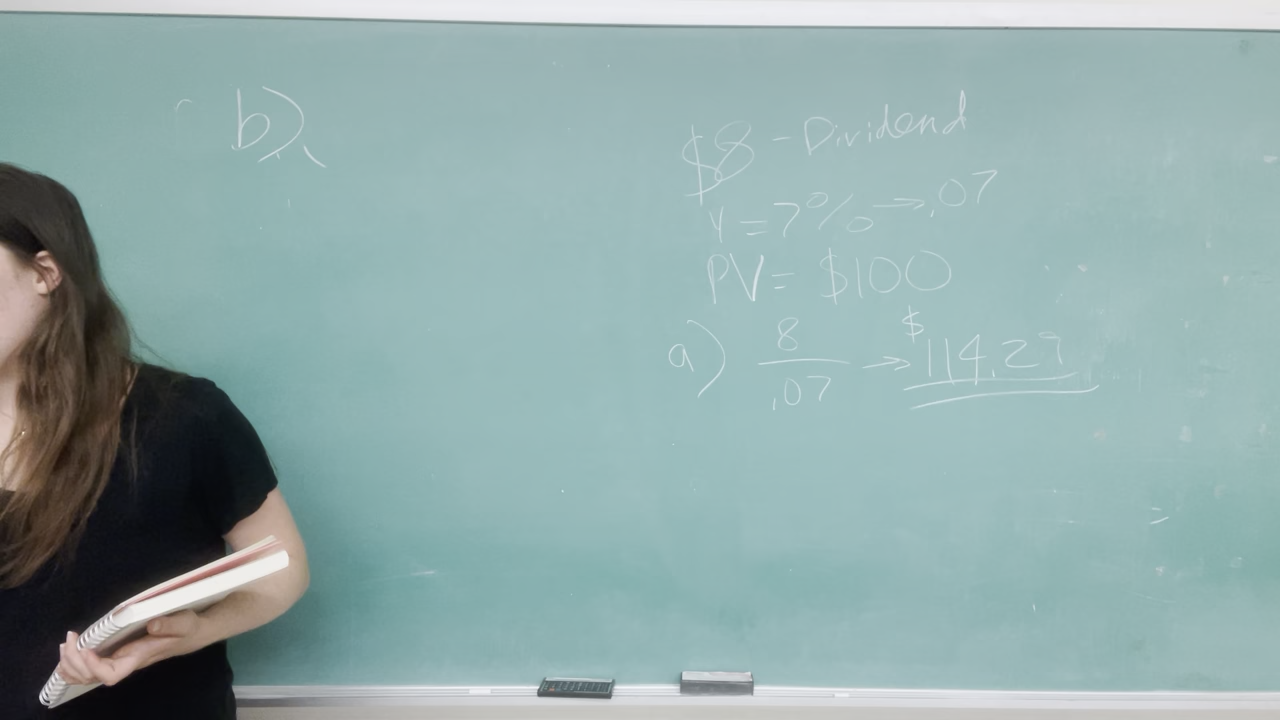 b)
$8 - Dividend
Y = 7% → .07
PV = $100
a) 8 / .07 → $114.29